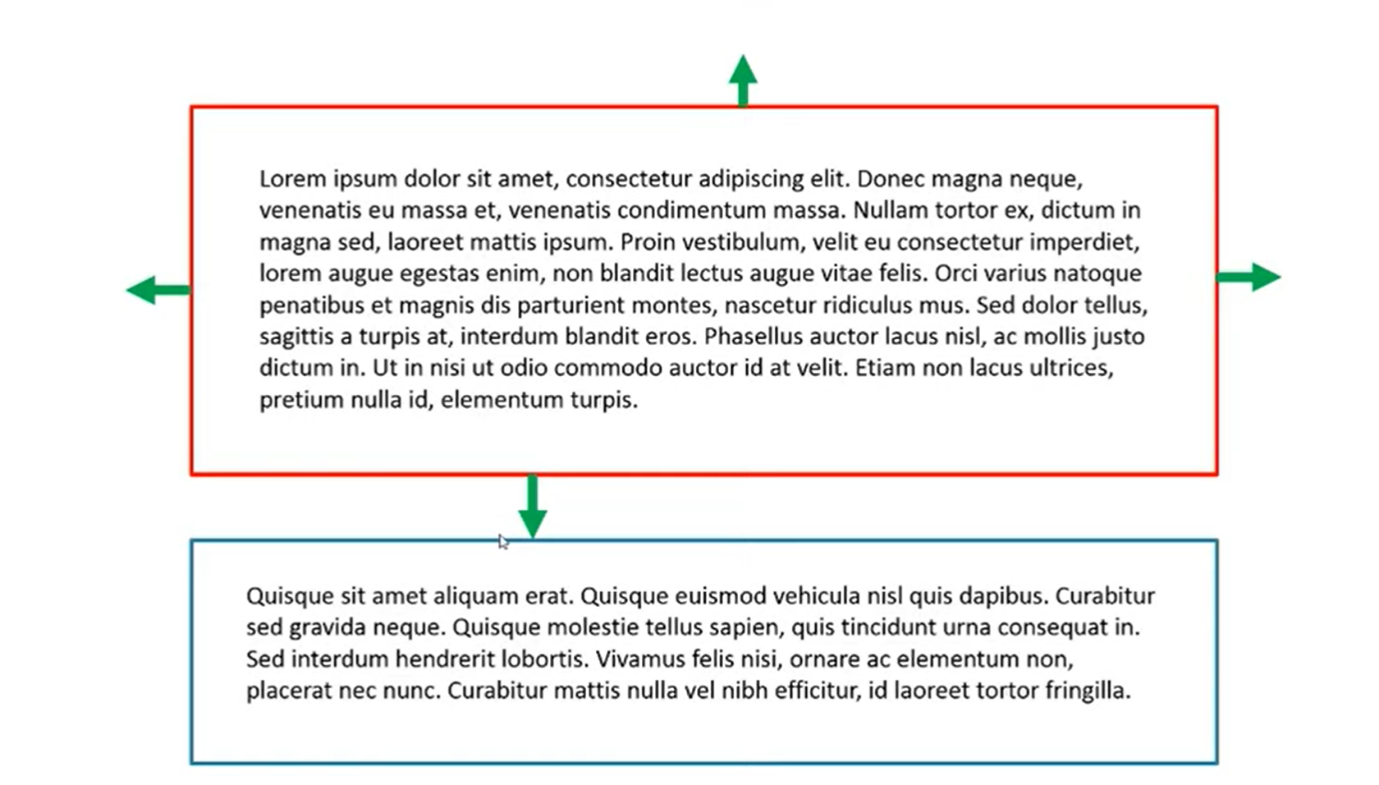 Lorem ipsum dolor sit amet, consectetur adipiscing elit. Donec magna neque,
venenatis eu massa et, venenatis condimentum massa. Nullam tortor ex, dictum in
magna sed, laoreet mattis ipsum. Proin vestibulum, velit eu consectetur imperdiet,
lorem augue egestas enim, non blandit lectus augue vitae felis. Orci varius natoque
penatibus et magnis dis parturient montes, nascetur ridiculus mus. Sed dolor tellus,
sagittis a turpis at, interdum blandit eros. Phasellus auctor lacus nisl, ac mollis justo
dictum in. Ut in nisi ut odio commodo auctor id at velit. Etiam non lacus ultrices,
pretium nulla id, elementum turpis.
Quisque sit amet aliquam erat. Quisque euismod vehicula nisl quis dapibus. Curabitur
sed gravida neque. Quisque molestie tellus sapien, quis tincidunt urna consequat in.
Sed interdum hendrerit lobortis. Vivamus felis nisi, ornare ac elementum non,
placerat nec nunc. Curabitur mattis nulla vel nibh efficitur, id laoreet tortor fringilla.